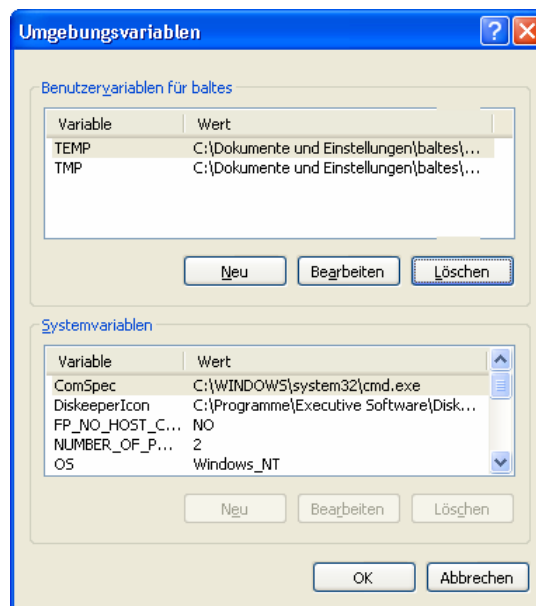 Umgebungsvariablen
Benutzervariablen für baltes
Variable Wert
TEMP C:\Dokumente und Einstellungen\baltes\...
TMP C:\Dokumente und Einstellungen\baltes\...
Neu Bearbeiten Löschen
Systemvariablen
Variable Wert
ComSpec C:\WINDOWS\system32\cmd.exe
DiskeeperIcon C:\Programme\Executive Software\Disk...
FP_NO_HOST_C... NO
NUMBER_OF_P... 2
OS Windows_NT
Neu Bearbeiten Löschen
OK Abbrechen